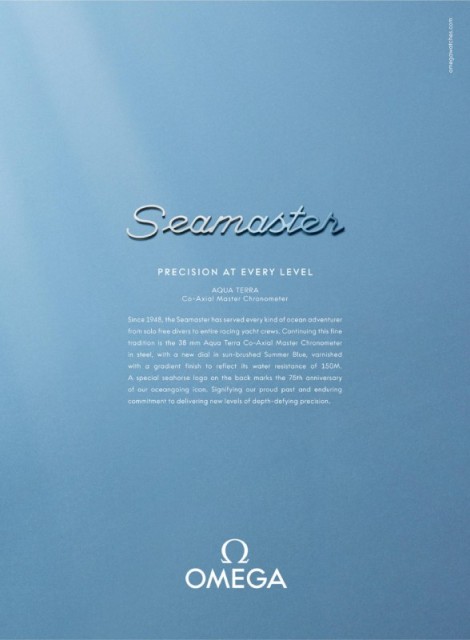 omegawatches.com
Seamaster
PRECISION AT EVERY LEVEL
AQUA TERRA
Co-Axial Master Chronometer
Since 1948, the Seamaster has served every kind of ocean adventurer
from solo free divers to entire racing yacht crews. Continuing this fine
tradition is the 38 mm Aqua Terra Co-Axial Master Chronometer
in steel, with a new dial in sun-brushed Summer Blue, varnished
with a gradient finish to reflect its water resistance of 150M.
A special seahorse logo on the back marks the 75th anniversary
of our oceangoing icon. Signifying our proud past and enduring
commitment to delivering new levels of depth-defying precision.
Ω
OMEGA